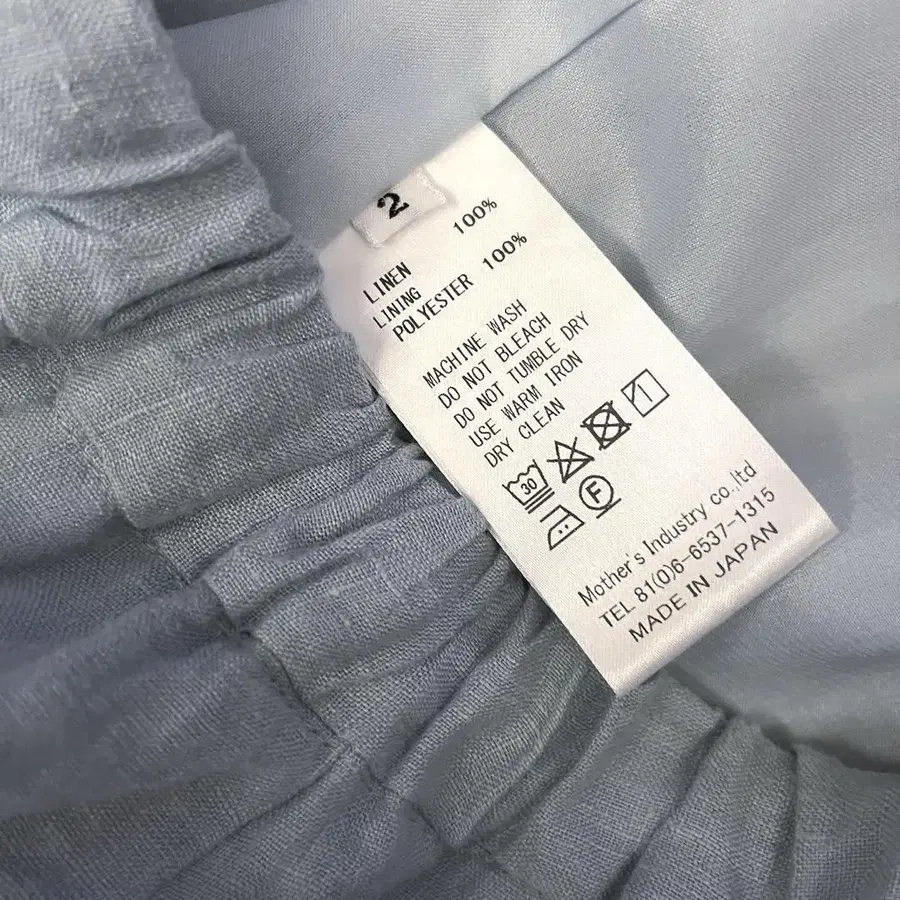 2
LINEN 100%
LINING
POLYESTER 100%
MACHINE WASH
DO NOT BLEACH
DO NOT TUMBLE DRY
USE WARM IRON
DRY CLEAN
30
F
Mother's Industry co.,ltd
TEL 81(0)6-6537-1315
MADE IN JAPAN